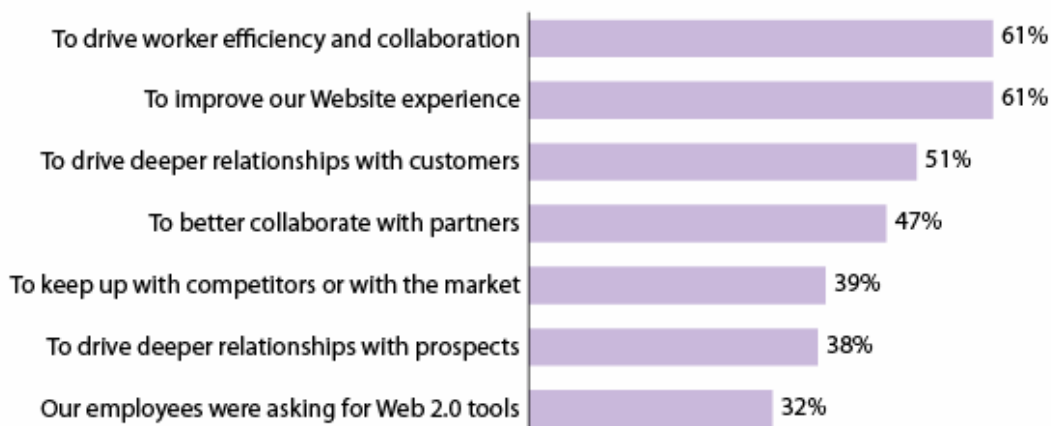 To drive worker efficiency and collaboration 61%
To improve our Website experience 61%
To drive deeper relationships with customers 51%
To better collaborate with partners 47%
To keep up with competitors or with the market 39%
To drive deeper relationships with prospects 38%
Our employees were asking for Web 2.0 tools 32%